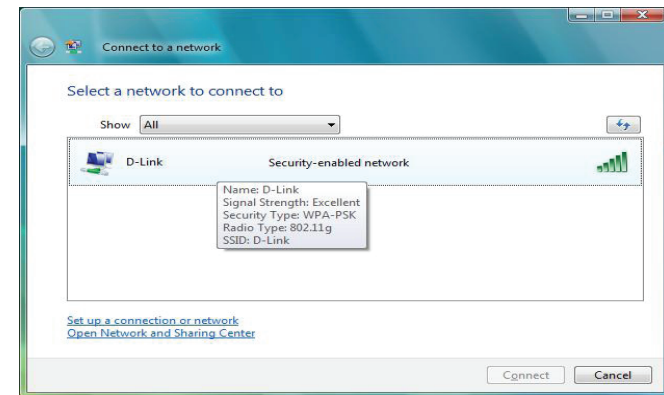 Connect to a network
Select a network to connect to
Show All
D-Link Security-enabled network
Name: D-Link
Signal Strength: Excellent
Security Type: WPA-PSK
Radio Type: 802.11g
SSID: D-Link
Set up a connection or network
Open Network and Sharing Center
Connect Cancel